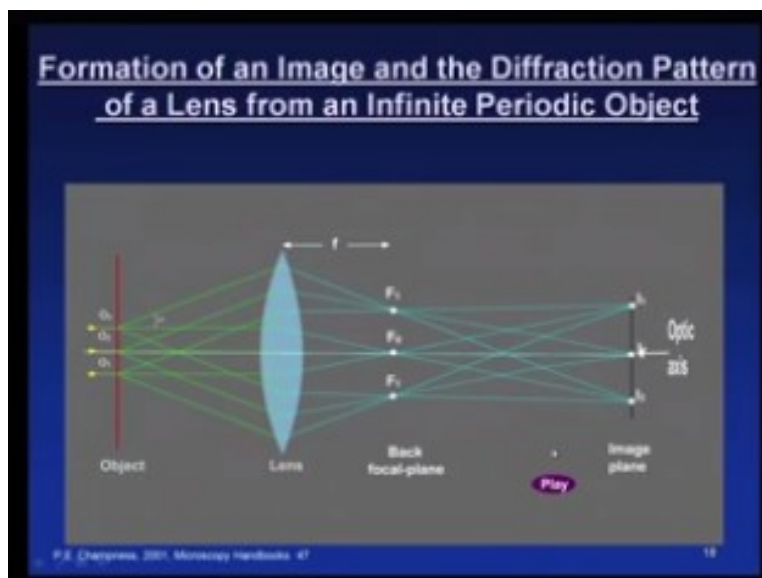 Formation of an Image and the Diffraction Pattern
of a Lens from an Infinite Periodic Object
f
Optic
axis
Object
Lens
Back
focal-plane
Image
plane
Play
2001, Microscopy Handbooks 47
18